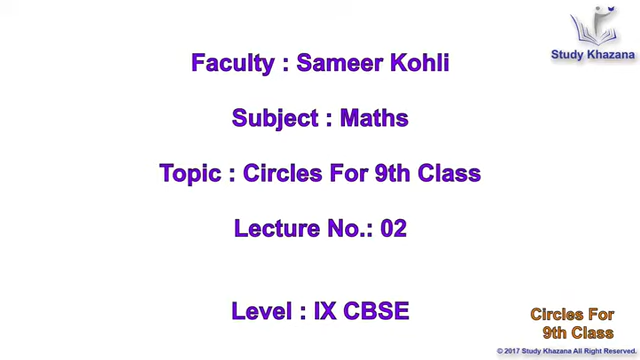 Study Khazana
Faculty : Sameer Kohli
Subject : Maths
Topic : Circles For 9th Class
Lecture No.: 02
Level : IX CBSE
Circles For
9th Class
© 2017 Study Khazana All Right Reserved.